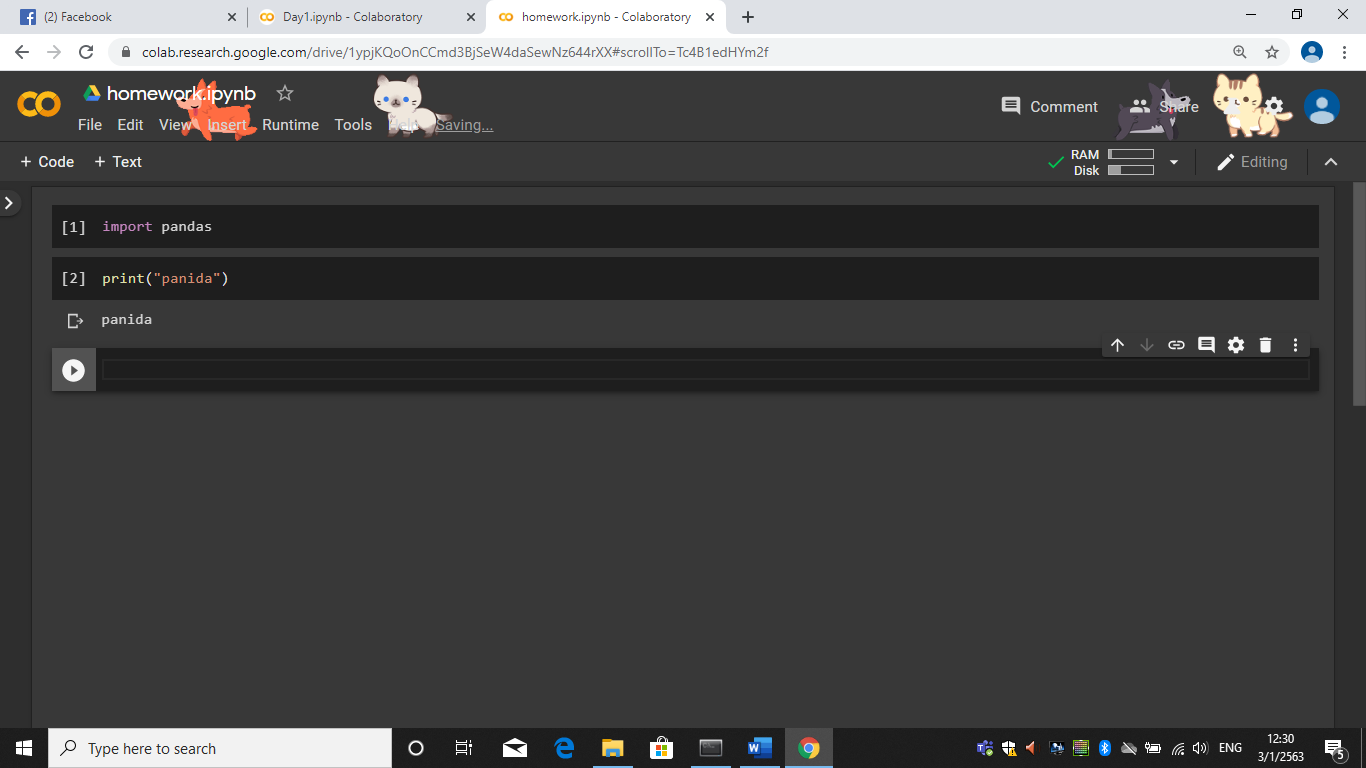 (2) Facebook
Day1.ipynb - Colaboratory
homework.ipynb - Colaboratory
colab.research.google.com/drive/1ypjKQoOnCCmd3BjSeW4daSewNz644rXX#scrollTo=Tc4B1edHYm2f
homework.ipynb
Comment
Share
File Edit View Insert Runtime Tools Help Saving...
+ Code + Text
RAM
Disk
Editing
[1] import pandas
[2] print("panida")
panida
Type here to search
ENG
12:30
3/1/2563
5